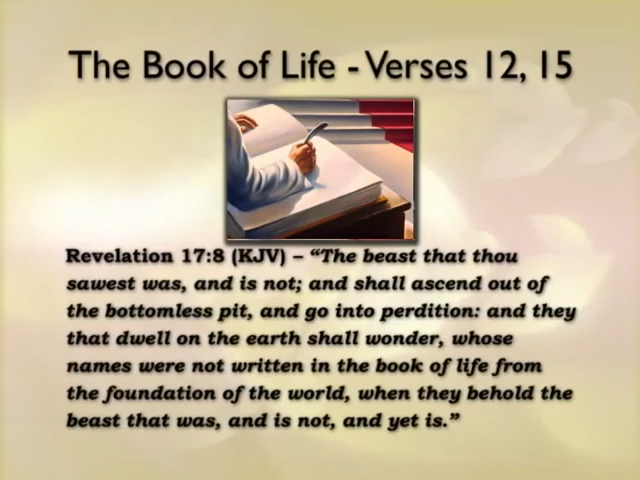 The Book of Life - Verses 12, 15
Revelation 17:8 (KJV) – “The beast that thou
sawest was, and is not; and shall ascend out of
the bottomless pit, and go into perdition: and they
that dwell on the earth shall wonder, whose
names were not written in the book of life from
the foundation of the world, when they behold the
beast that was, and is not, and yet is.”